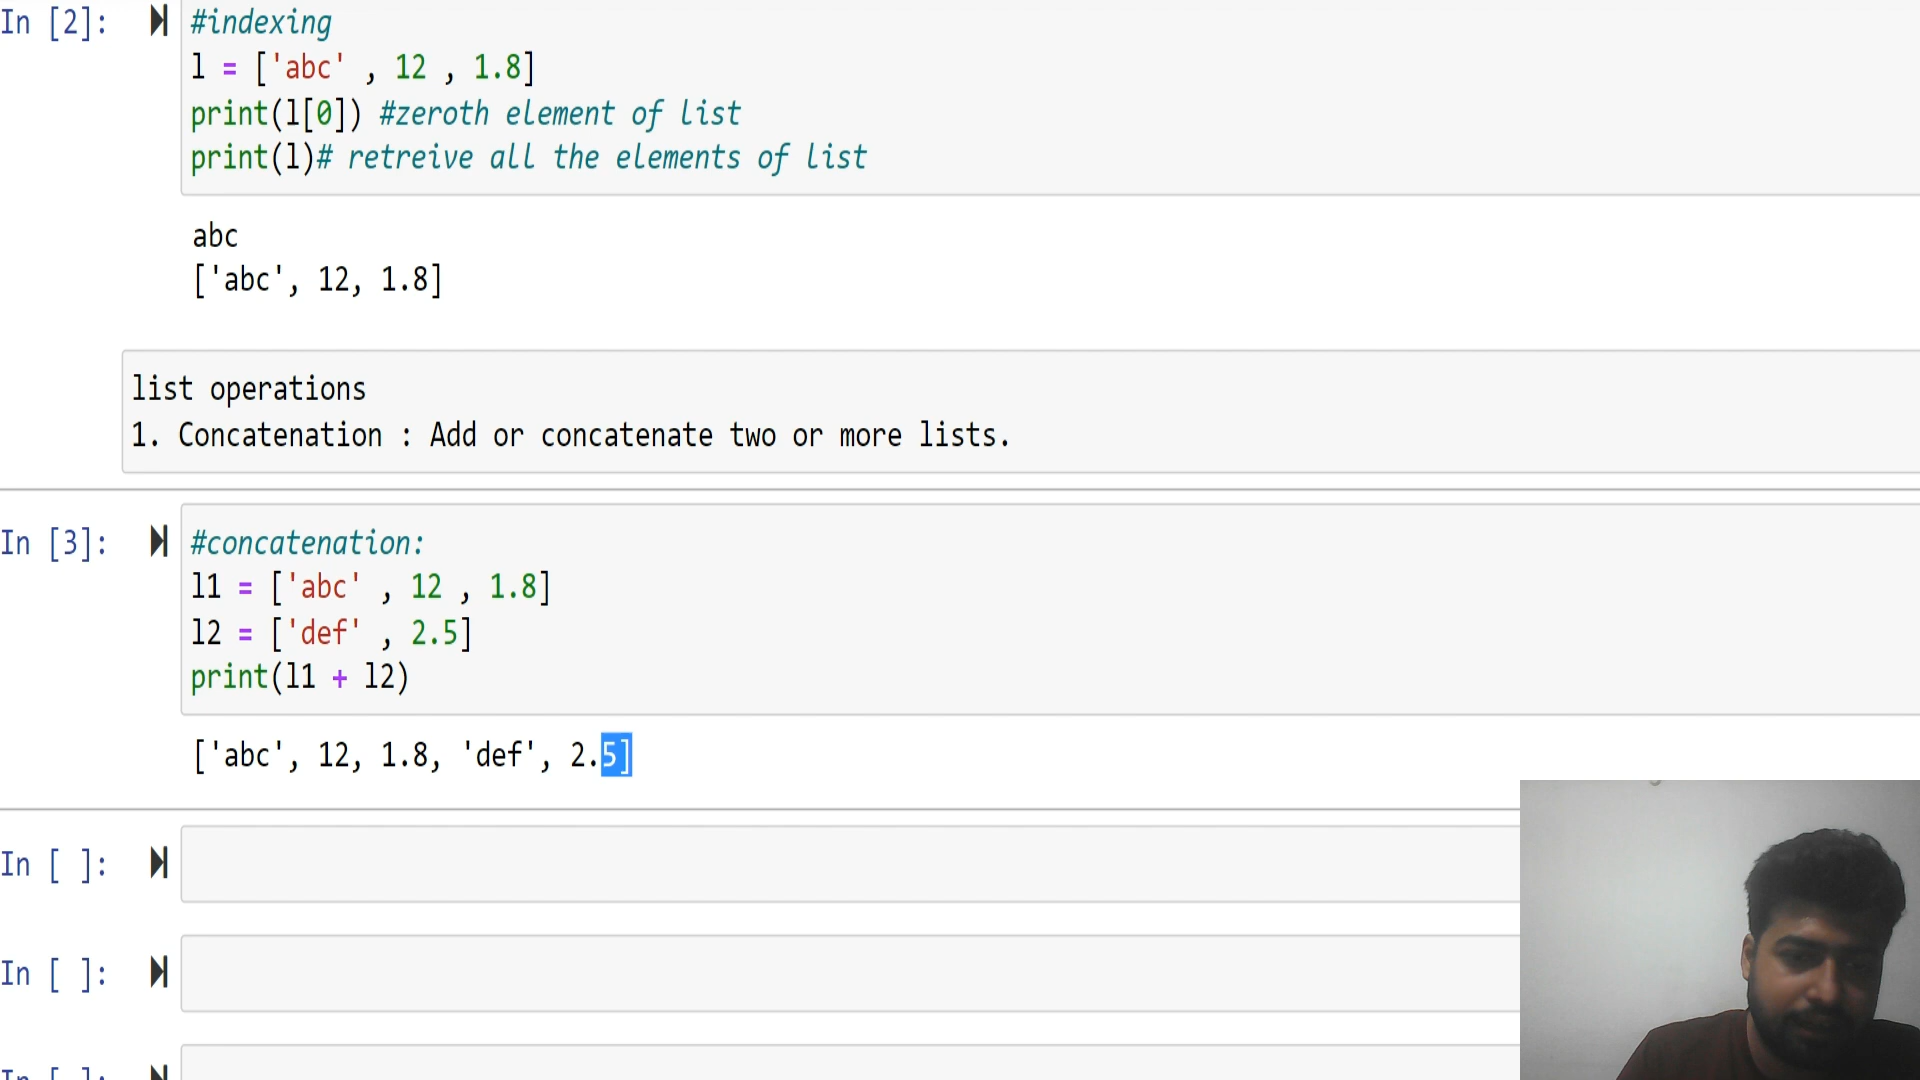 In [2]:
#indexing
l = ['abc' , 12 , 1.8]
print(l[0]) #zeroth element of list
print(l)# retreive all the elements of list
abc
['abc', 12, 1.8]
list operations
1. Concatenation : Add or concatenate two or more lists.
In [3]:
#concatenation:
l1 = ['abc' , 12 , 1.8]
l2 = ['def' , 2.5]
print(l1 + l2)
['abc', 12, 1.8, 'def', 2.5]
In [ ]:
In [ ]:
In [ ]: